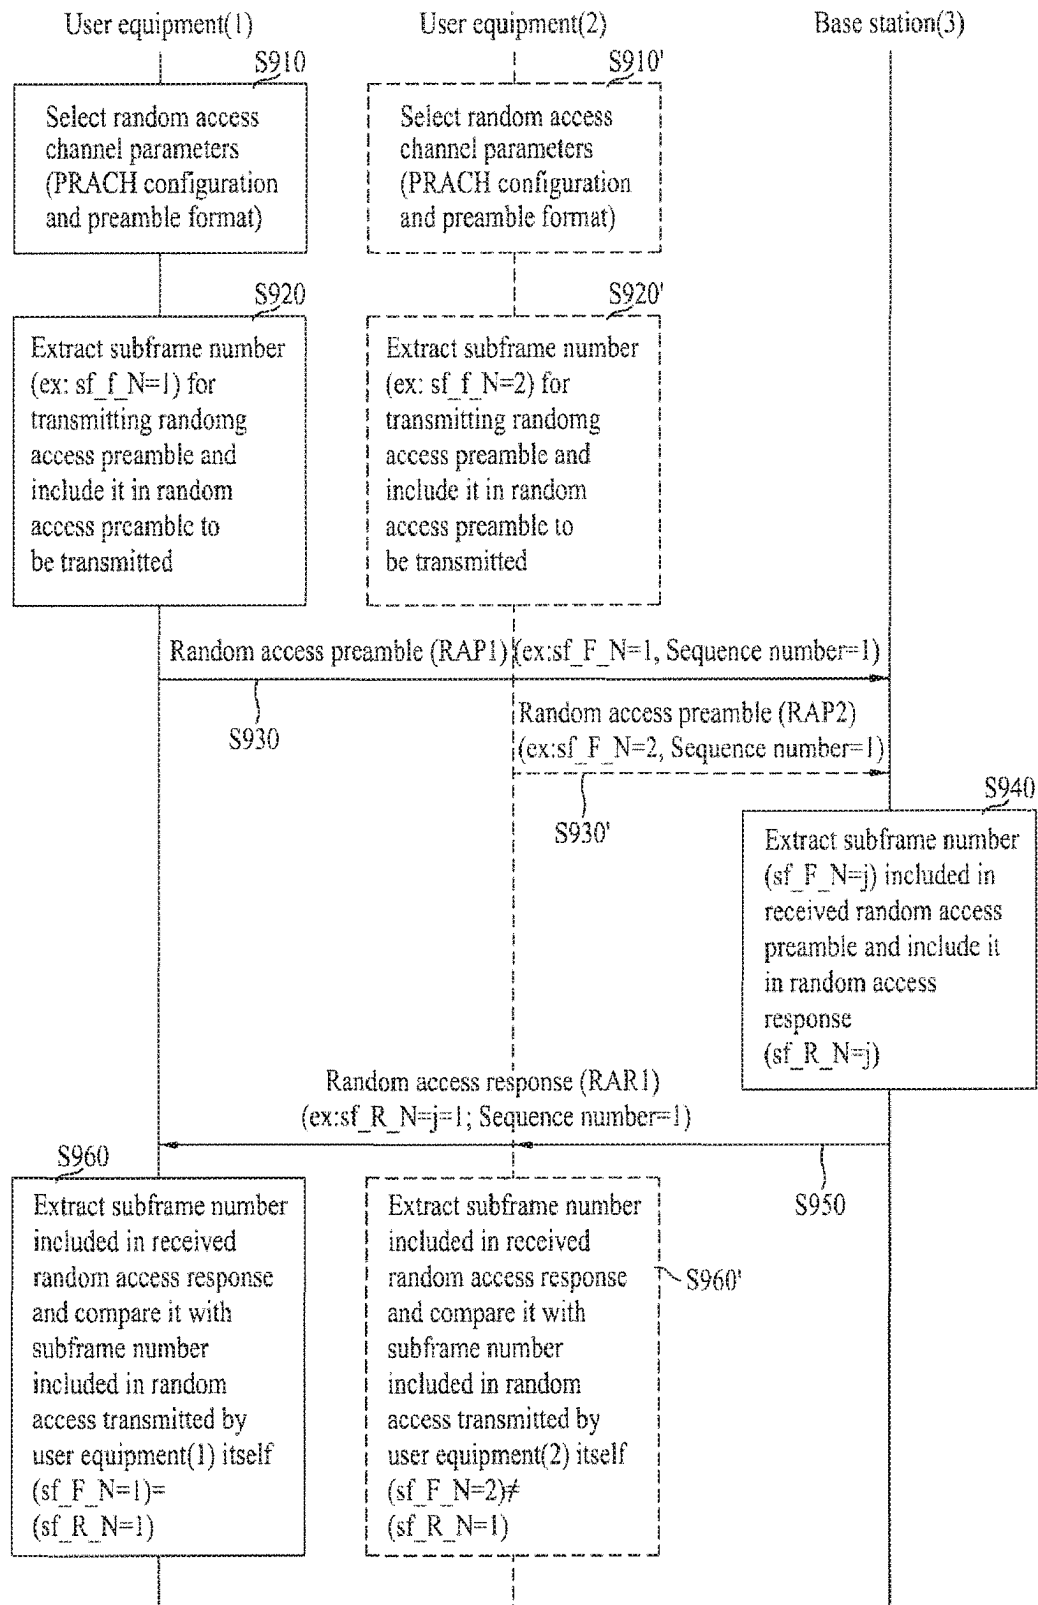 User equipment(1)
User equipment(2)
Base station(3)
S910
Select random access
channel parameters
(PRACH configuration
and preamble format)
S910'
Select random access
channel parameters
(PRACH configuration
and preamble format)
S920
Extract subframe number
(ex: sf_f_N=1) for
transmitting randomg
access preamble and
include it in random
access preamble to
be transmitted
S920'
Extract subframe number
(ex: sf_f_N=2) for
transmitting randomg
access preamble and
include it in random
access preamble to
be transmitted
Random access preamble (RAP1) (ex:sf_F_N=1, Sequence number=1)
S930
Random access preamble (RAP2)
(ex:sf_F_N=2, Sequence number=1)
S930'
S940
Extract subframe number
(sf_F_N=j) included in
received random access
preamble and include it
in random access
response
(sf_R_N=j)
Random access response (RAR1)
(ex:sf_R_N=j=1; Sequence number=1)
S950
S960
Extract subframe number
included in received
random access response
and compare it with
subframe number
included in random
access transmitted by
user equipment(1) itself
(sf_F_N=1)=
(sf_R_N=1)
Extract subframe number
included in received
random access response
and compare it with
subframe number
included in random
access transmitted by
user equipment(2) itself
(sf_F_N=2)≠
(sf_R_N=1)
S960'